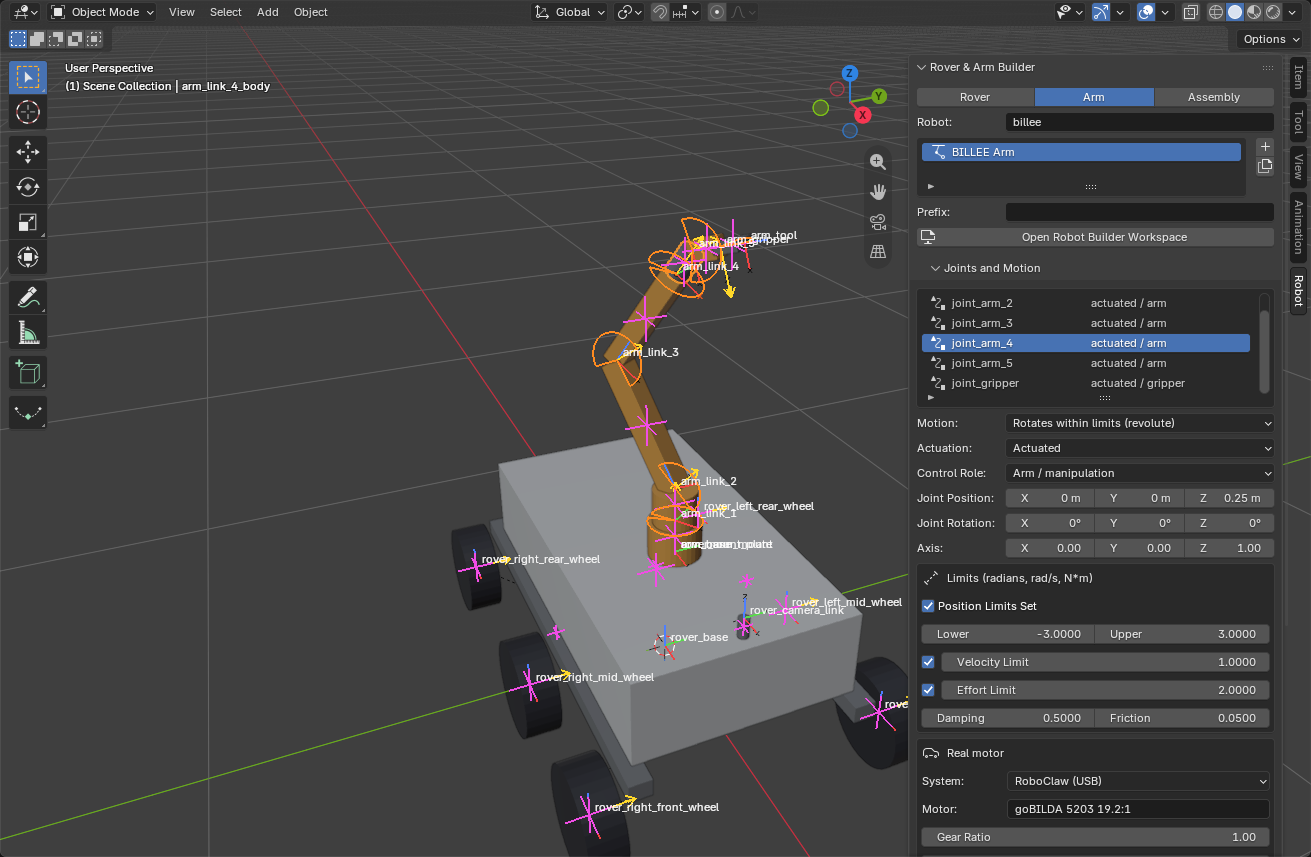 Object Mode View Select Add Object Global
Options
User Perspective
(1) Scene Collection | arm_link_4_body
Z
Y
X
arm_tool
arm_gripper
arm_link_5
arm_link_4
arm_link_3
arm_link_2
rover_left_rear_wheel
arm_link_1
rover_right_rear_wheel
rover_left_mid_wheel
rover_camera_link
rover_base
rover_right_mid_wheel
rove
rover_right_front_wheel
Rover & Arm Builder
Rover Arm Assembly
Robot: billee
BILLEE Arm
Prefix:
Open Robot Builder Workspace
Joints and Motion
joint_arm_2 actuated / arm
joint_arm_3 actuated / arm
joint_arm_4 actuated / arm
joint_arm_5 actuated / arm
joint_gripper actuated / gripper
Motion: Rotates within limits (revolute)
Actuation: Actuated
Control Role: Arm / manipulation
Joint Position: X 0 m Y 0 m Z 0.25 m
Joint Rotation: X 0° Y 0° Z 0°
Axis: X 0.00 Y 0.00 Z 1.00
Limits (radians, rad/s, N*m)
Position Limits Set
Lower -3.0000 Upper 3.0000
Velocity Limit 1.0000
Effort Limit 2.0000
Damping 0.5000 Friction 0.0500
Real motor
System: RoboClaw (USB)
Motor: goBILDA 5203 19.2:1
Gear Ratio 1.00
Item
Tool
View
Animation
Robot